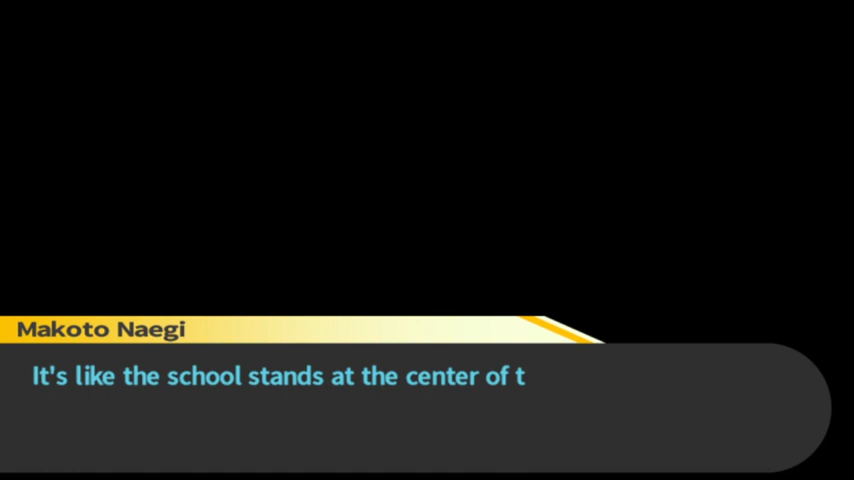 Makoto Naegi
It's like the school stands at the center of t